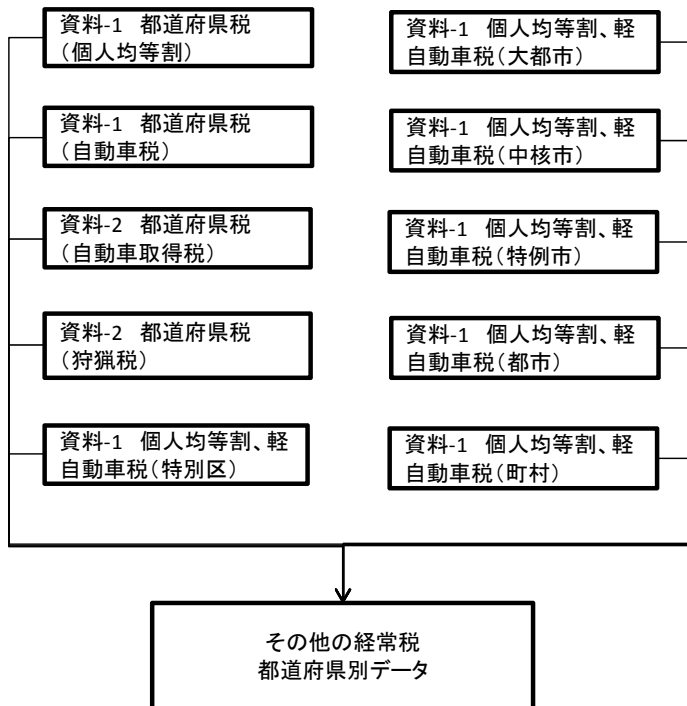 資料-1 都道府県税
（個人均等割）
資料-1 都道府県税
（自動車税）
資料-2 都道府県税
（自動車取得税）
資料-2 都道府県税
（狩猟税）
資料-1 個人均等割、軽
自動車税（特別区）
資料-1 個人均等割、軽
自動車税（大都市）
資料-1 個人均等割、軽
自動車税（中核市）
資料-1 個人均等割、軽
自動車税（特例市）
資料-1 個人均等割、軽
自動車税（都市）
資料-1 個人均等割、軽
自動車税（町村）
その他の経常税
都道府県別データ